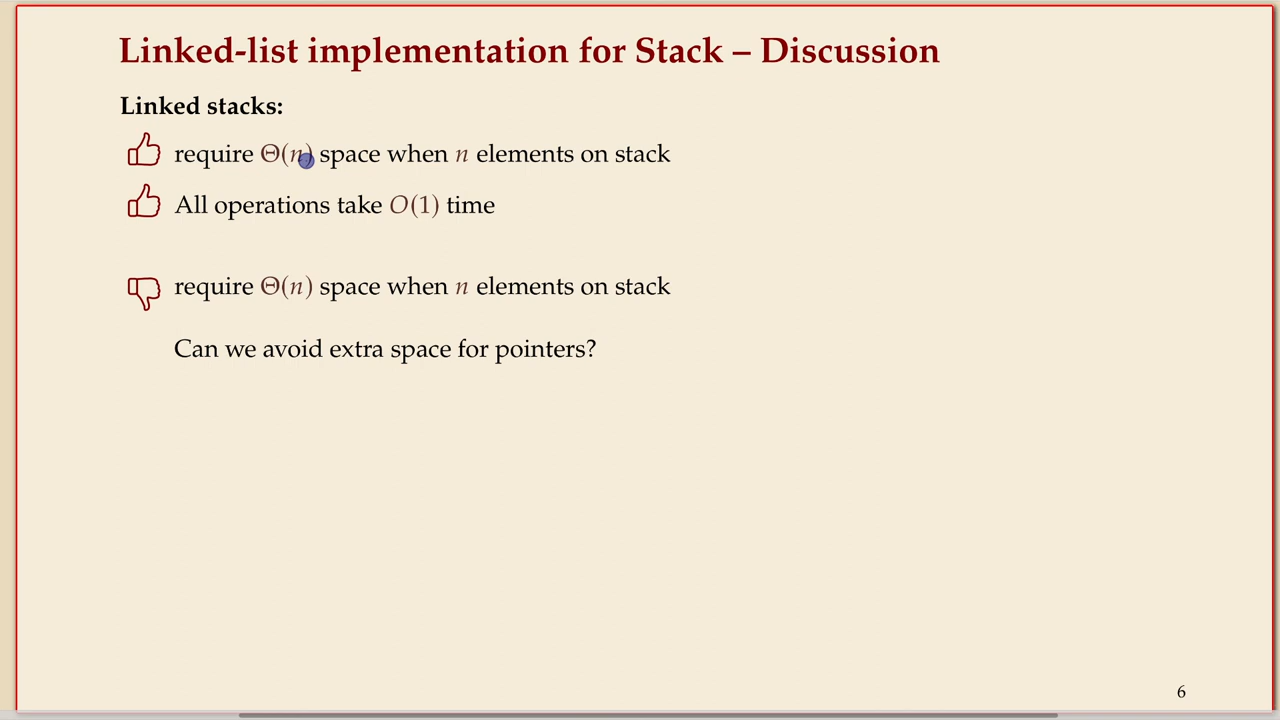 Linked-list implementation for Stack – Discussion
Linked stacks:
require Θ(n) space when n elements on stack
All operations take O(1) time
require Θ(n) space when n elements on stack
Can we avoid extra space for pointers?
6